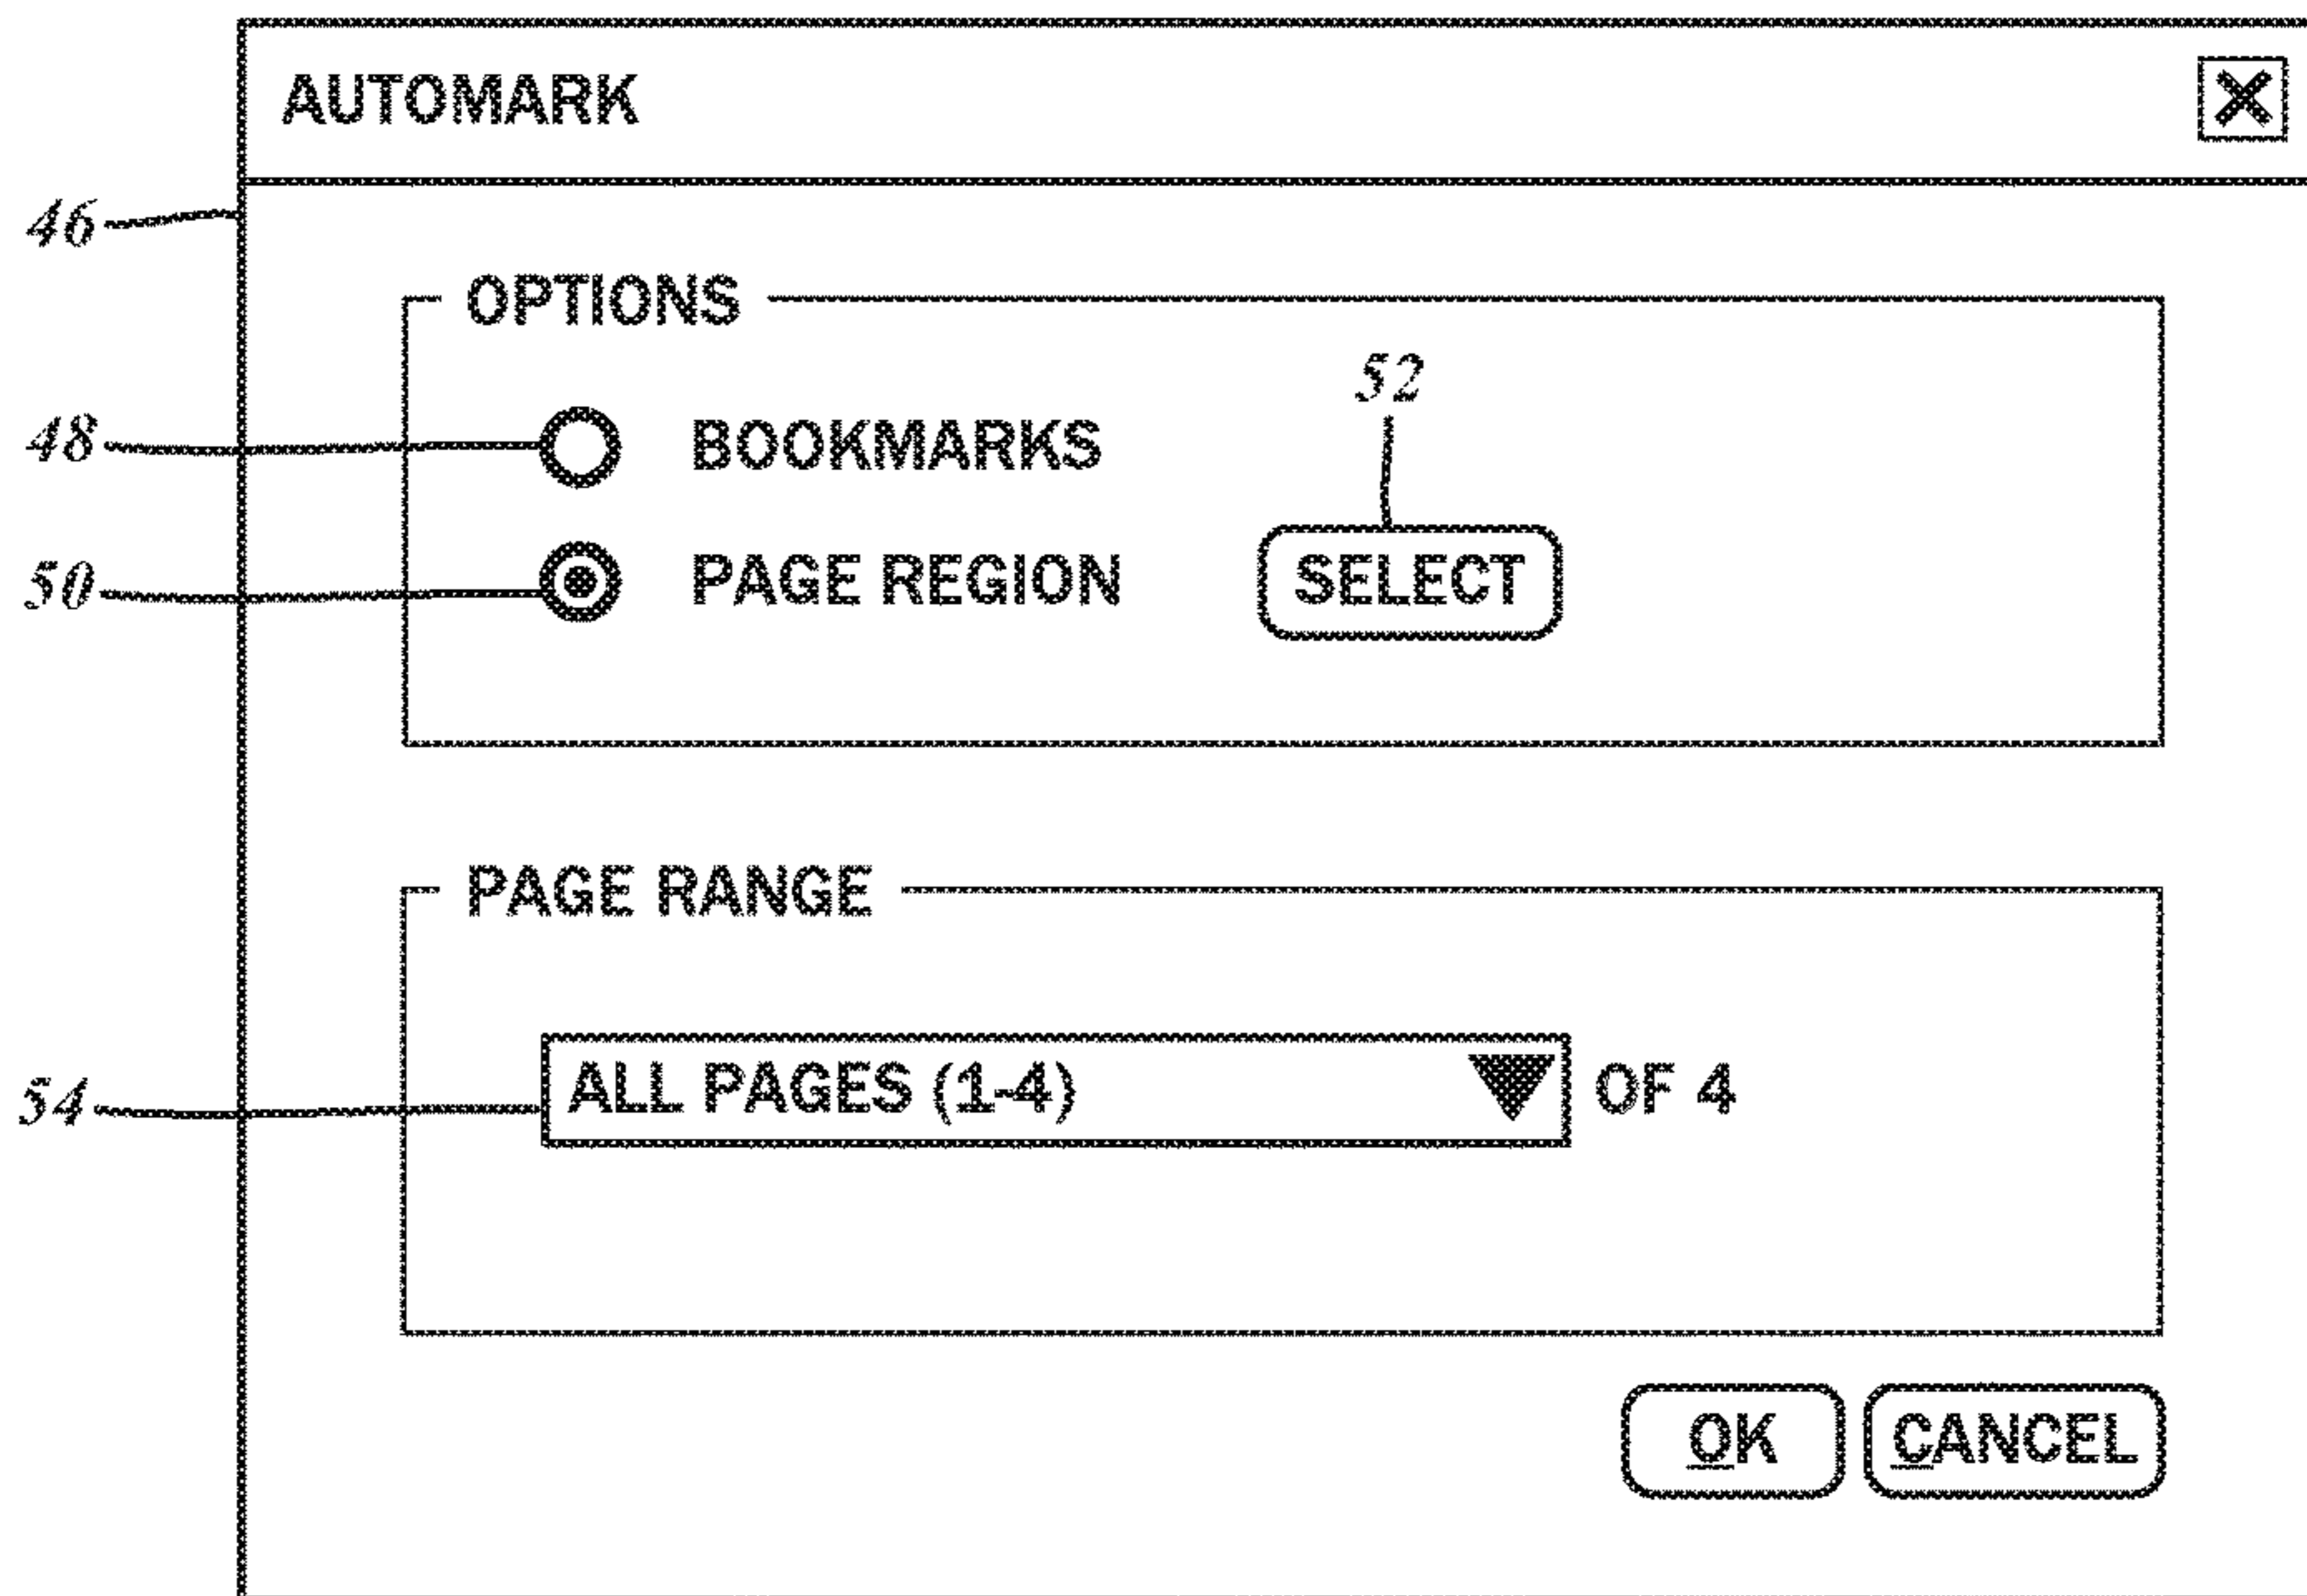 AUTOMARK
46
OPTIONS
52
48 BOOKMARKS
50 PAGE REGION SELECT
PAGE RANGE
54 ALL PAGES (1-4) OF 4
OK CANCEL